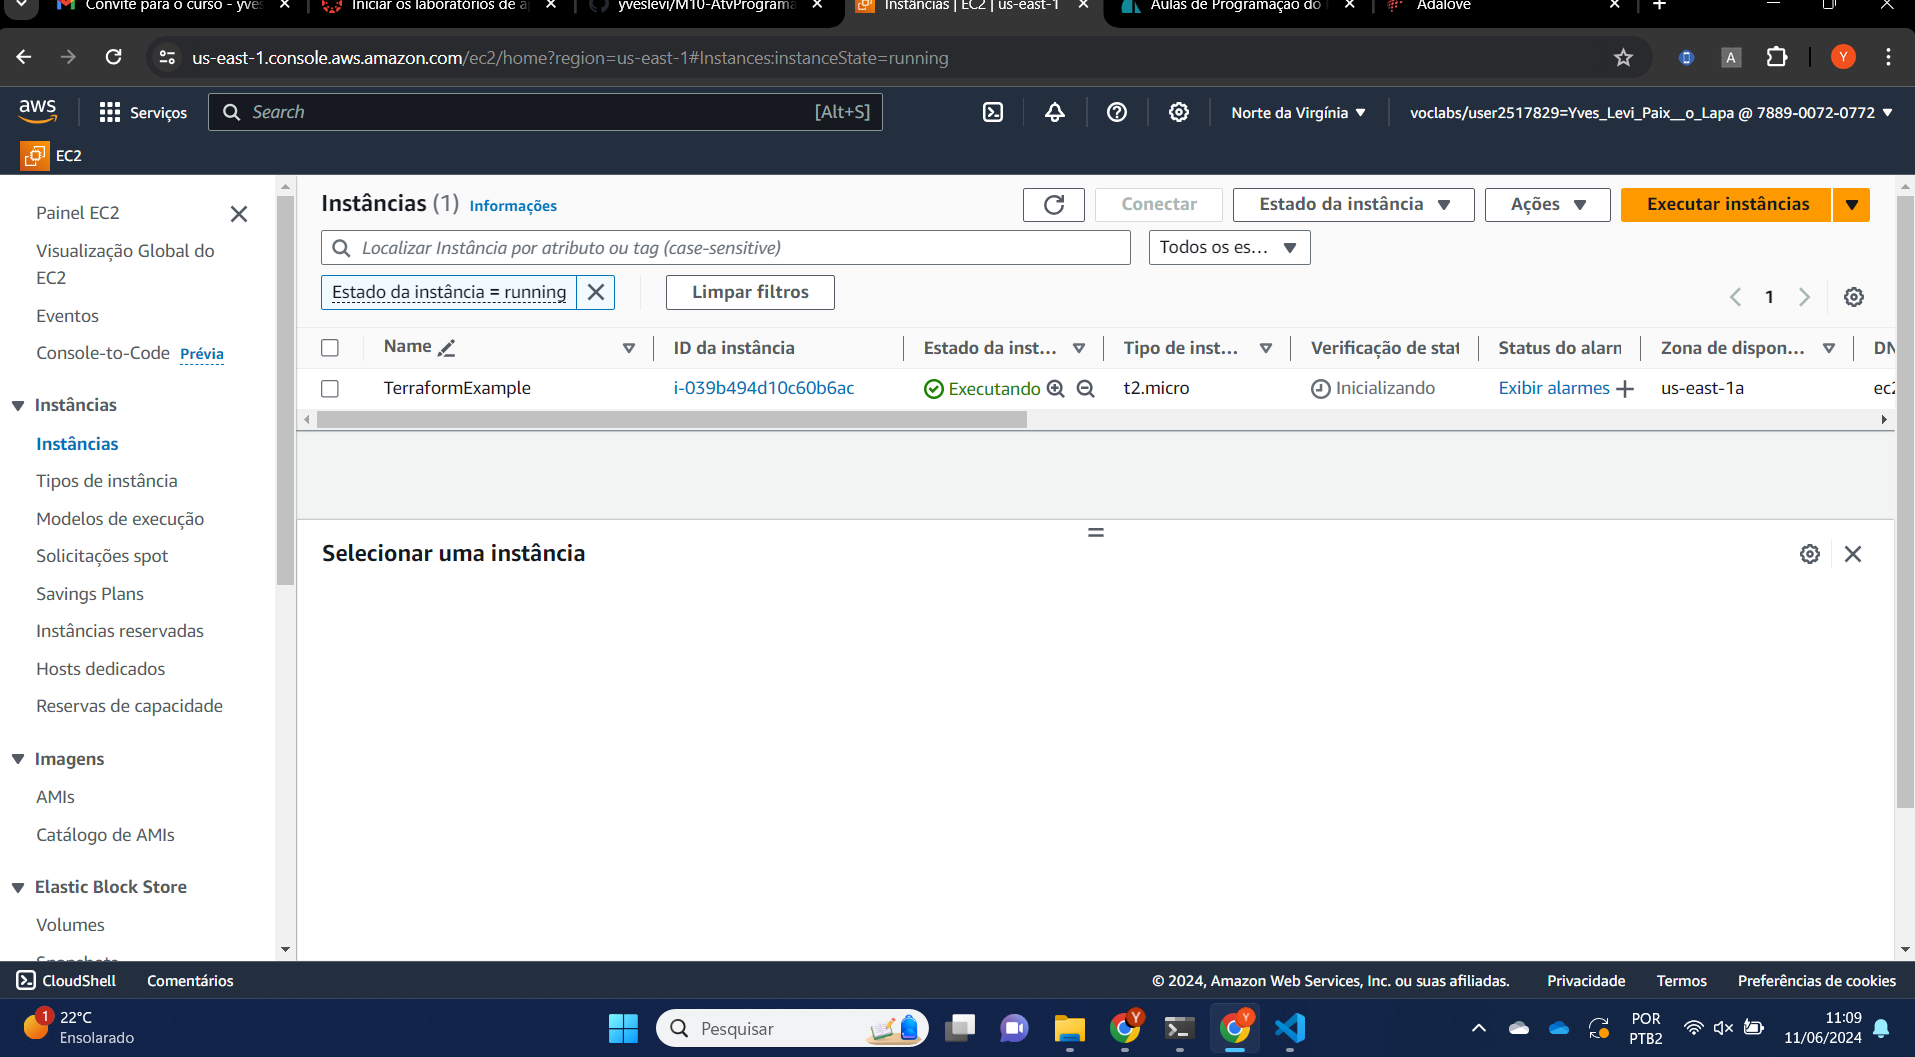 Convite para o curso - yves
Iniciar os laboratórios de a
yveslevi/M10-AtvPrograma
Instâncias | EC2 | us-east-1
Aulas de Programação do
Adalove
us-east-1.console.aws.amazon.com/ec2/home?region=us-east-1#Instances:instanceState=running
A
Y
aws Serviços Search [Alt+S] Norte da Virgínia voclabs/user2517829=Yves_Levi_Paix__o_Lapa @ 7889-0072-0772
EC2
Painel EC2
Visualização Global do
EC2
Eventos
Console-to-Code Prévia
Instâncias
Instâncias
Tipos de instância
Modelos de execução
Solicitações spot
Savings Plans
Instâncias reservadas
Hosts dedicados
Reservas de capacidade
Imagens
AMIs
Catálogo de AMIs
Elastic Block Store
Volumes
Snapshots
Instâncias (1) Informações
Conectar Estado da instância Ações Executar instâncias
Localizar Instância por atributo ou tag (case-sensitive) Todos os es...
Estado da instância = running Limpar filtros 1
Name ID da instância Estado da inst... Tipo de inst... Verificação de stat Status do alarm Zona de dispon... DN
TerraformExample i-039b494d10c60b6ac Executando t2.micro Inicializando Exibir alarmes us-east-1a ec2
Selecionar uma instância
CloudShell Comentários © 2024, Amazon Web Services, Inc. ou suas afiliadas. Privacidade Termos Preferências de cookies
1 22°C
Ensolarado
Pesquisar
Y
Y
POR
PTB2
11:09
11/06/2024